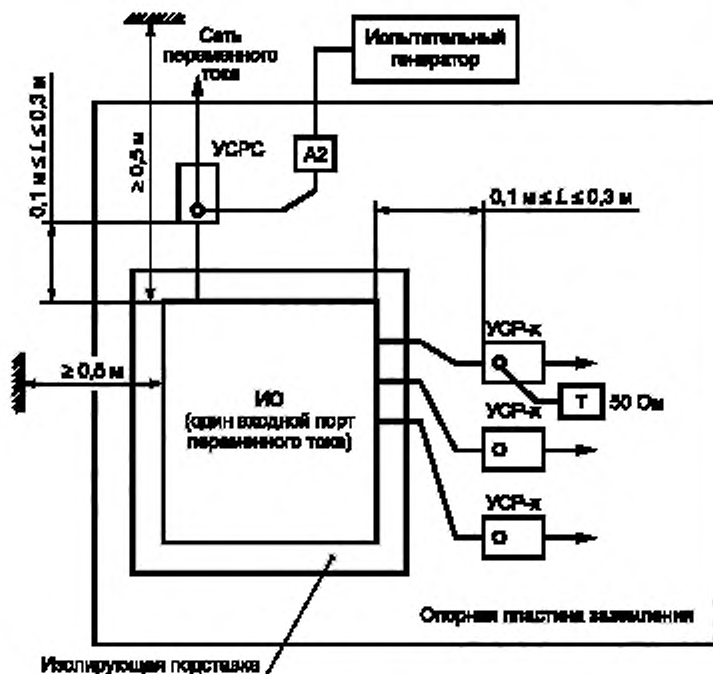 Сеть
переменного
тока
Испытательный
генератор
УСРС
А2
0,1 м ≤ L ≤ 0,3 м
≥ 0,5 м
0,1 м ≤ L ≤ 0,3 м
≥ 0,5 м
ИО
(один входной порт
переменного тока)
УСР-х
Т
50 Ом
УСР-х
УСР-х
Опорная пластина заземления
Изолирующая подставка